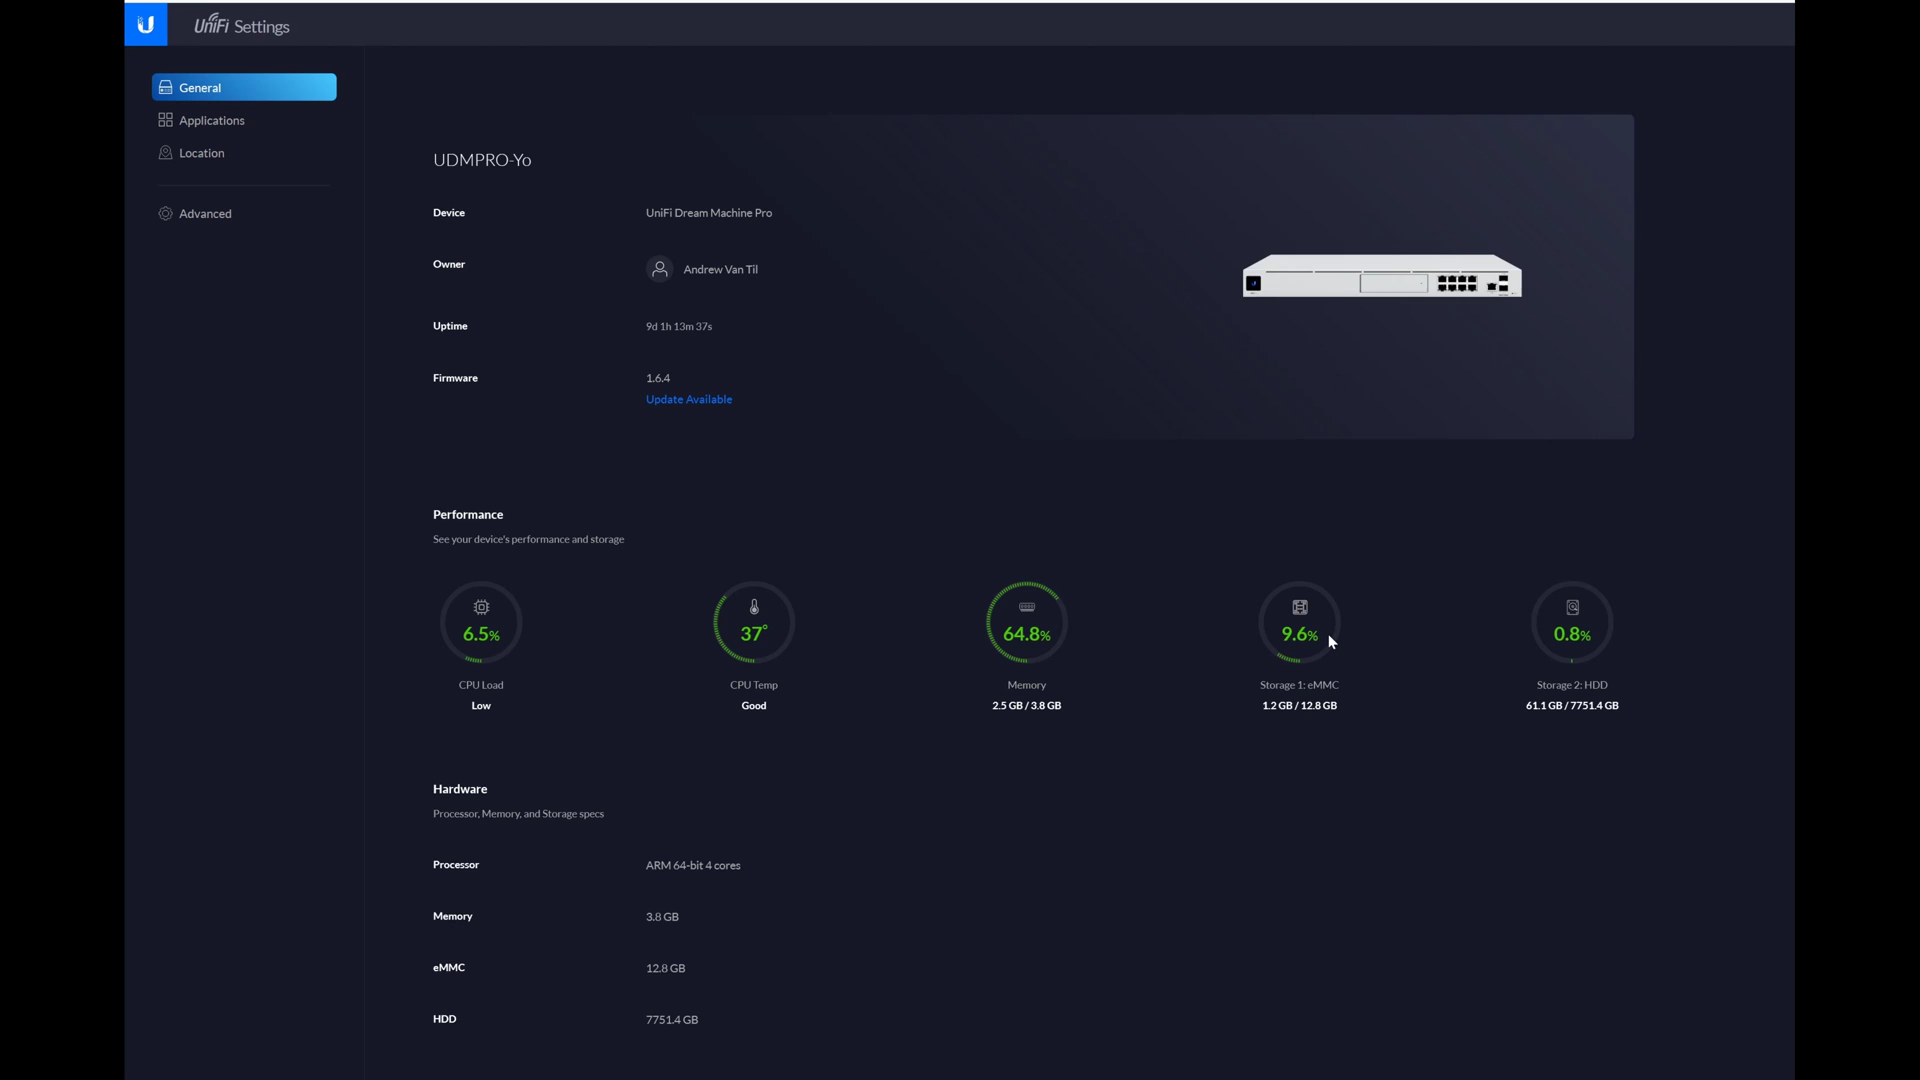 UniFi Settings
General
Applications
Location
Advanced
UDMPRO-Yo
Device UniFi Dream Machine Pro
Owner Andrew Van Til
Uptime 9d 1h 13m 37s
Firmware 1.6.4
Update Available
Performance
See your device's performance and storage
6.5% 37° 64.8% 9.6% 0.8%
CPU Load CPU Temp Memory Storage 1: eMMC Storage 2: HDD
Low Good 2.5 GB / 3.8 GB 1.2 GB / 12.8 GB 61.1 GB / 7751.4 GB
Hardware
Processor, Memory, and Storage specs
Processor ARM 64-bit 4 cores
Memory 3.8 GB
eMMC 12.8 GB
HDD 7751.4 GB